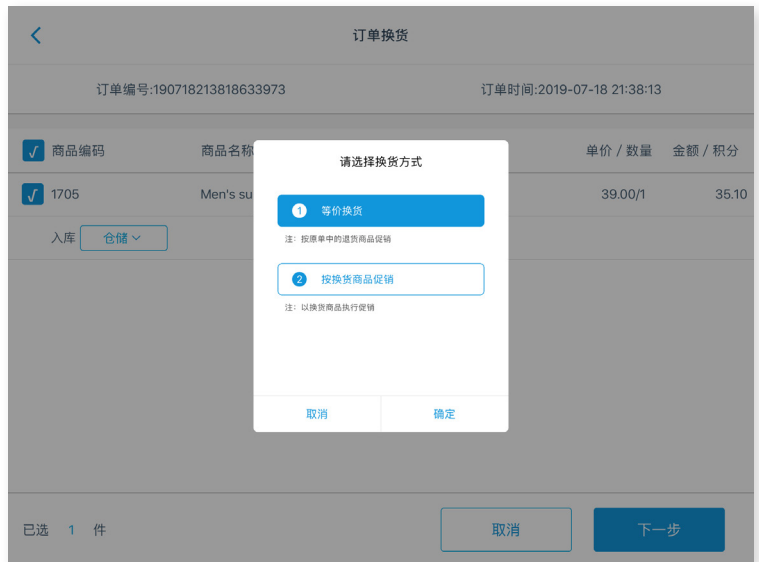 订单换货
订单编号:190718213818633973 订单时间:2019-07-18 21:38:13
商品编码 商品名称 单价 / 数量 金额 / 积分
1705 Men's su 39.00/1 35.10
入库 仓储
请选择换货方式
1 等价换货
注：按原单中的退货商品促销
2 按换货商品促销
注：以换货商品执行促销
取消 确定
已选 1 件 取消 下一步